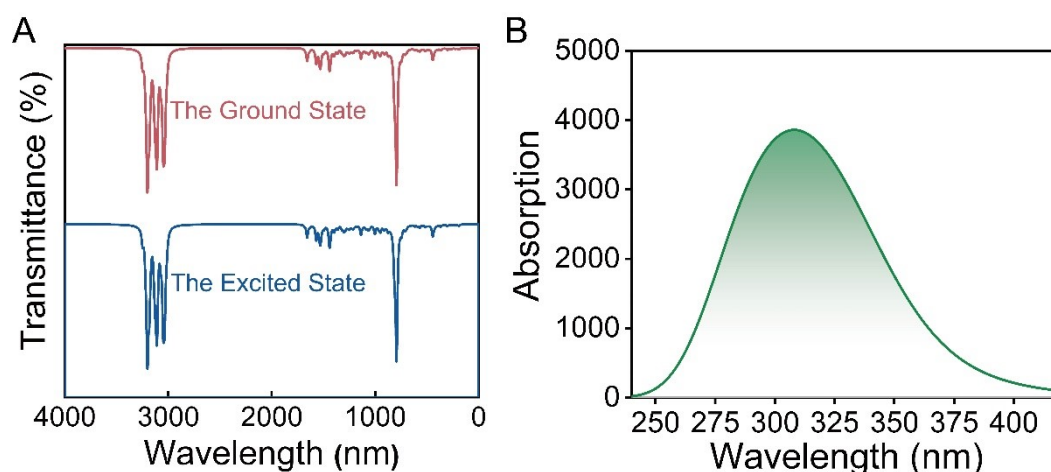 A
Transmittance (%)
The Ground State
The Excited State
4000 3000 2000 1000 0
Wavelength (nm)
B
Absorption
5000
4000
3000
2000
1000
0
250 275 300 325 350 375 400
Wavelength (nm)